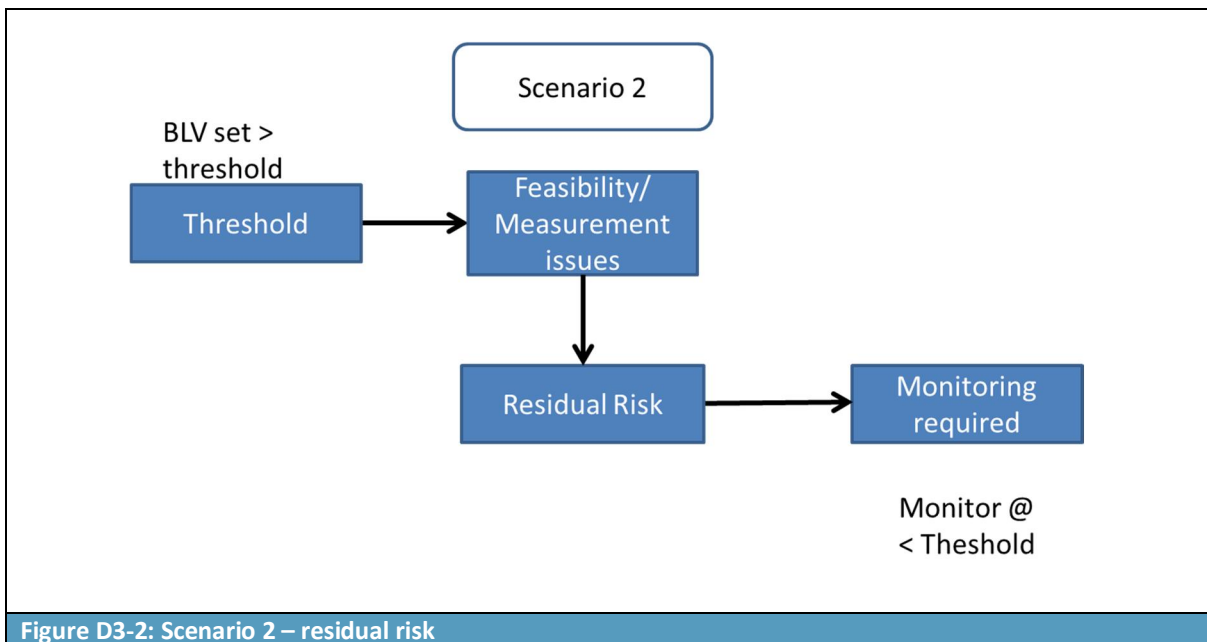 Scenario 2
BLV set >
threshold
Threshold
Feasibility/
Measurement
issues
Residual Risk
Monitoring
required
Monitor @
< Theshold
Figure D3-2: Scenario 2 – residual risk